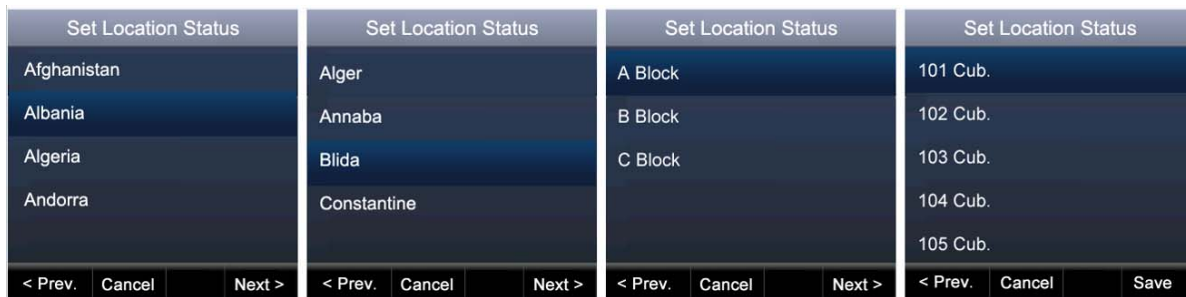 Set Location Status
Afghanistan
Albania
Algeria
Andorra
< Prev. Cancel Next >
Set Location Status
Alger
Annaba
Blida
Constantine
< Prev. Cancel Next >
Set Location Status
A Block
B Block
C Block
< Prev. Cancel Next >
Set Location Status
101 Cub.
102 Cub.
103 Cub.
104 Cub.
105 Cub.
< Prev. Cancel Save